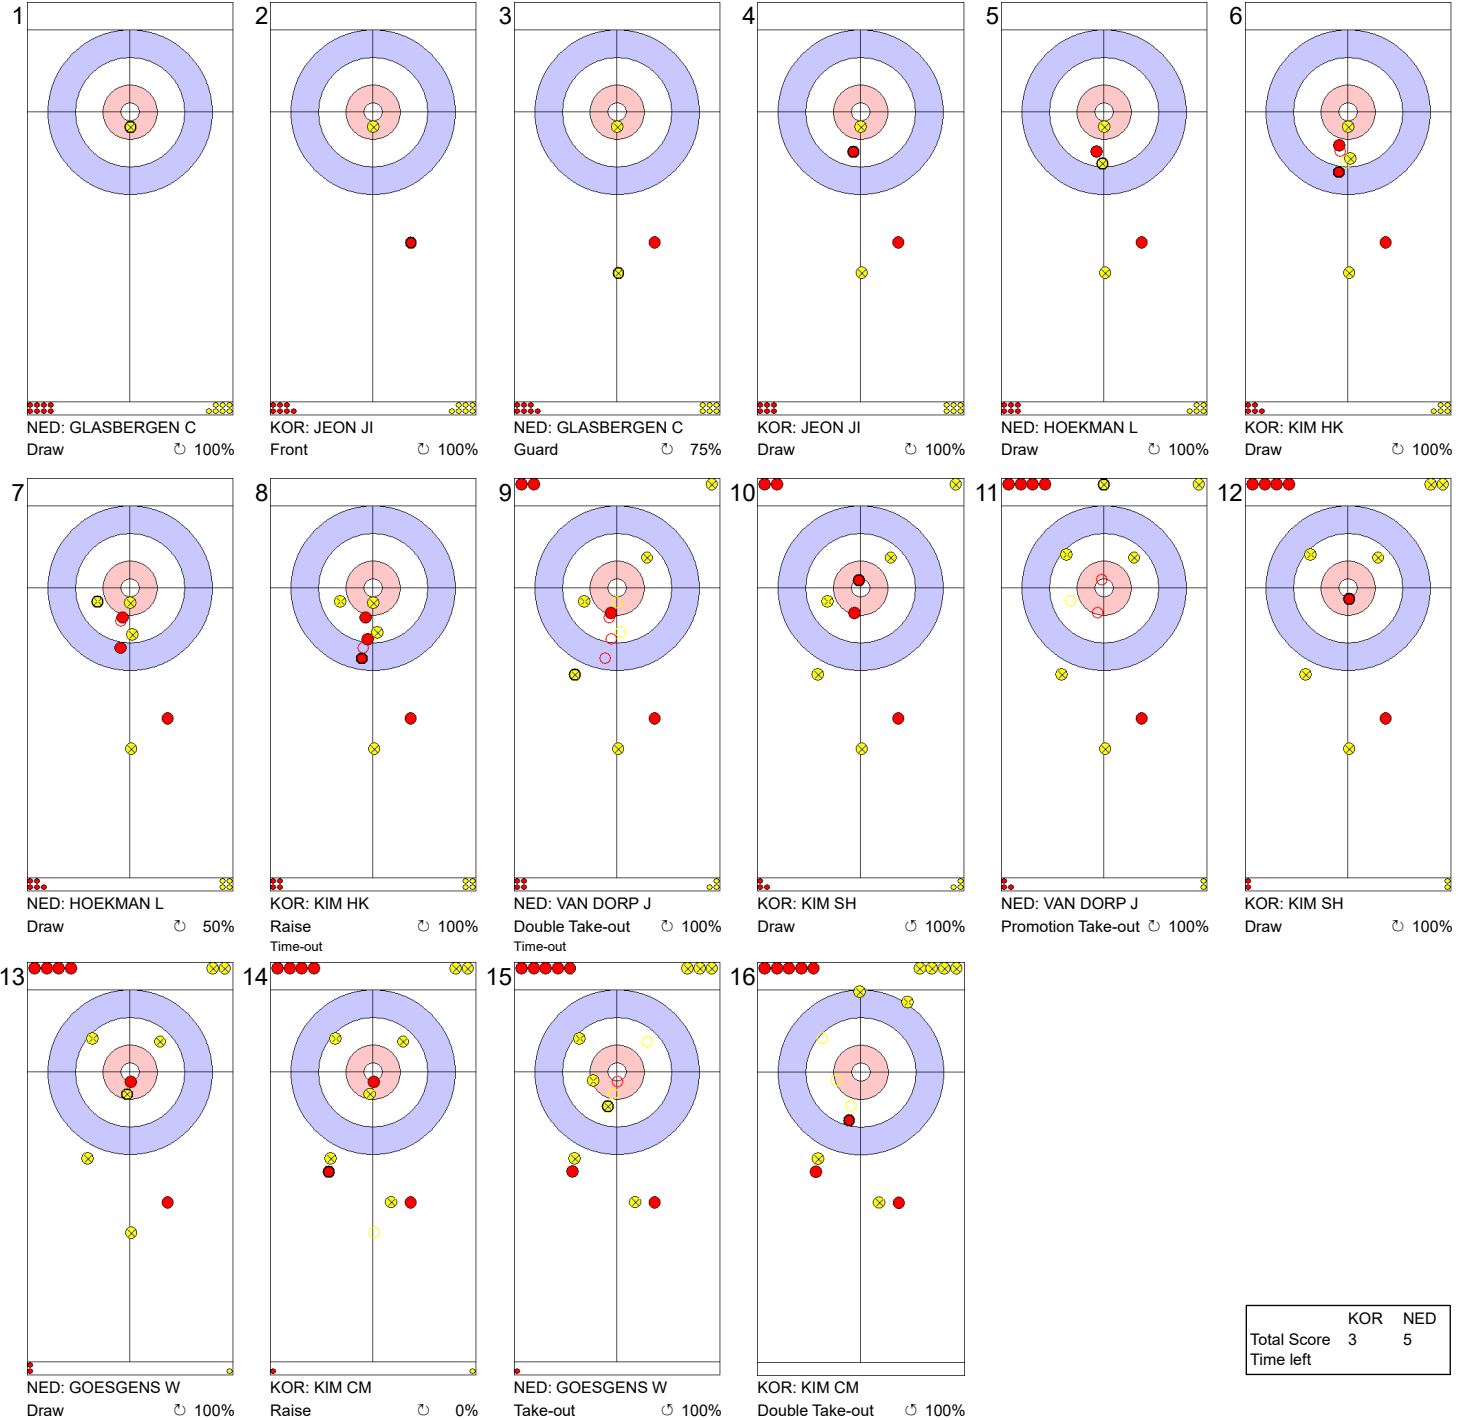 1
2
3
4
5
6
NED: GLASBERGEN C
Draw ↻ 100%
KOR: JEON JI
Front ↻ 100%
NED: GLASBERGEN C
Guard ↻ 75%
KOR: JEON JI
Draw ↻ 100%
NED: HOEKMAN L
Draw ↻ 100%
KOR: KIM HK
Draw ↻ 100%
7
8
9
10
11
12
NED: HOEKMAN L
Draw ↻ 50%
KOR: KIM HK
Raise ↻ 100%
Time-out
NED: VAN DORP J
Double Take-out ↻ 100%
Time-out
KOR: KIM SH
Draw ↺ 100%
NED: VAN DORP J
Promotion Take-out ↻ 100%
KOR: KIM SH
Draw ↺ 100%
13
14
15
16
NED: GOESGENS W
Draw ↻ 100%
KOR: KIM CM
Raise ↻ 0%
NED: GOESGENS W
Take-out ↺ 100%
KOR: KIM CM
Double Take-out ↺ 100%
KOR NED
Total Score 3 5
Time left